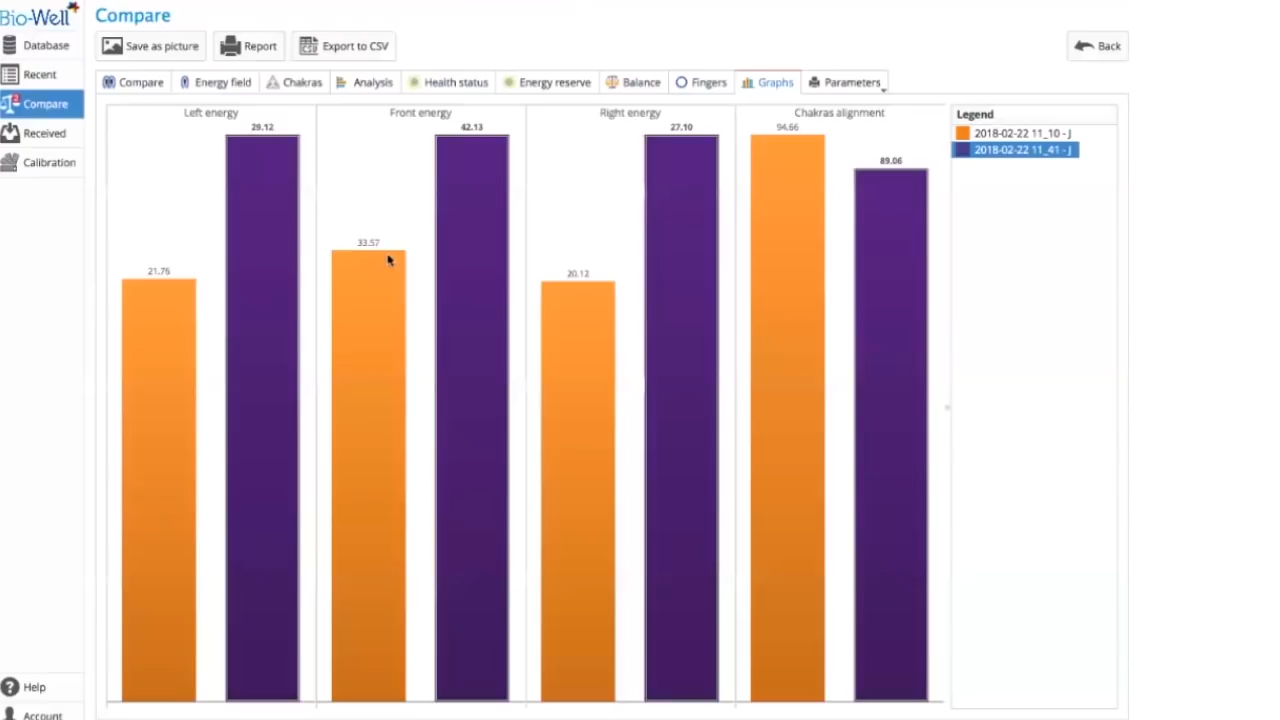 Bio-Well
Compare
Database
Recent
Compare
2
Received
Calibration
Help
Account
Save as picture
Report
CSV
Export to CSV
Back
Compare
Energy field
Chakras
Analysis
Health status
Energy reserve
Balance
Fingers
Graphs
Parameters
Left energy
Front energy
Right energy
Chakras alignment
21.76
29.12
33.57
42.13
20.12
27.10
94.66
89.06
Legend
2018-02-22 11_10 - J
2018-02-22 11_41 - J